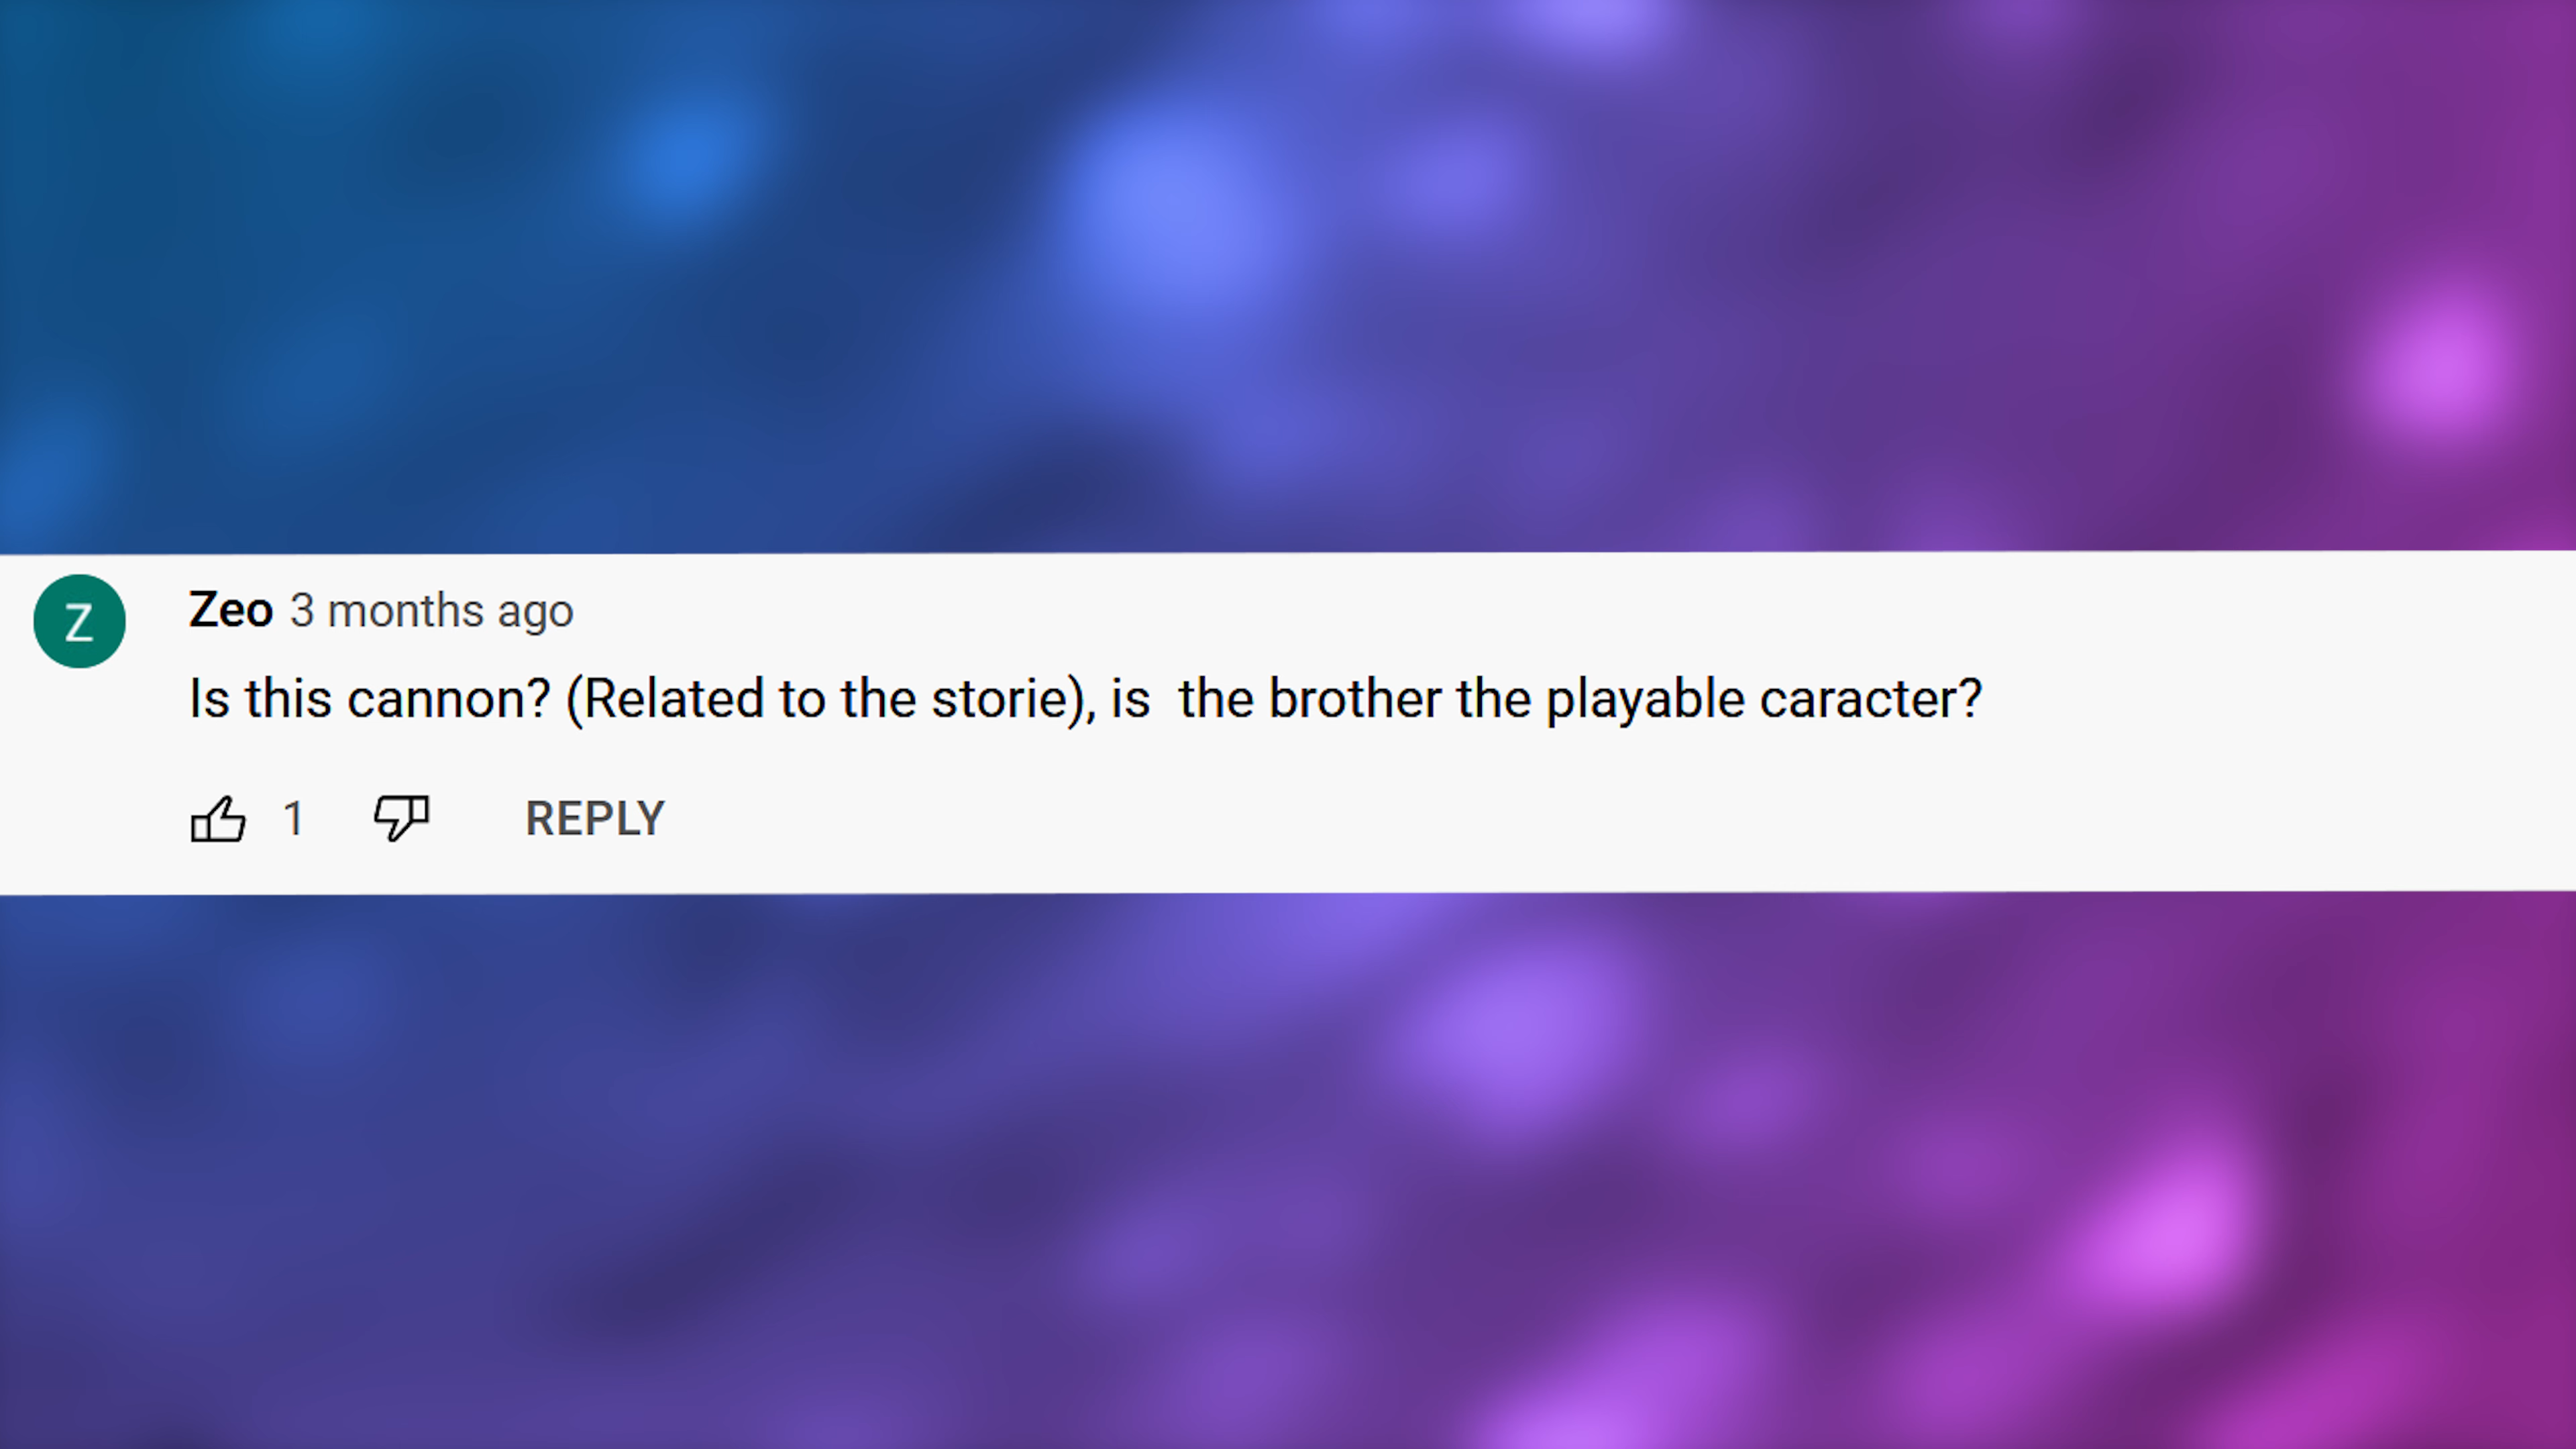 Z
Zeo 3 months ago
Is this cannon? (Related to the storie), is  the brother the playable caracter?
1 REPLY